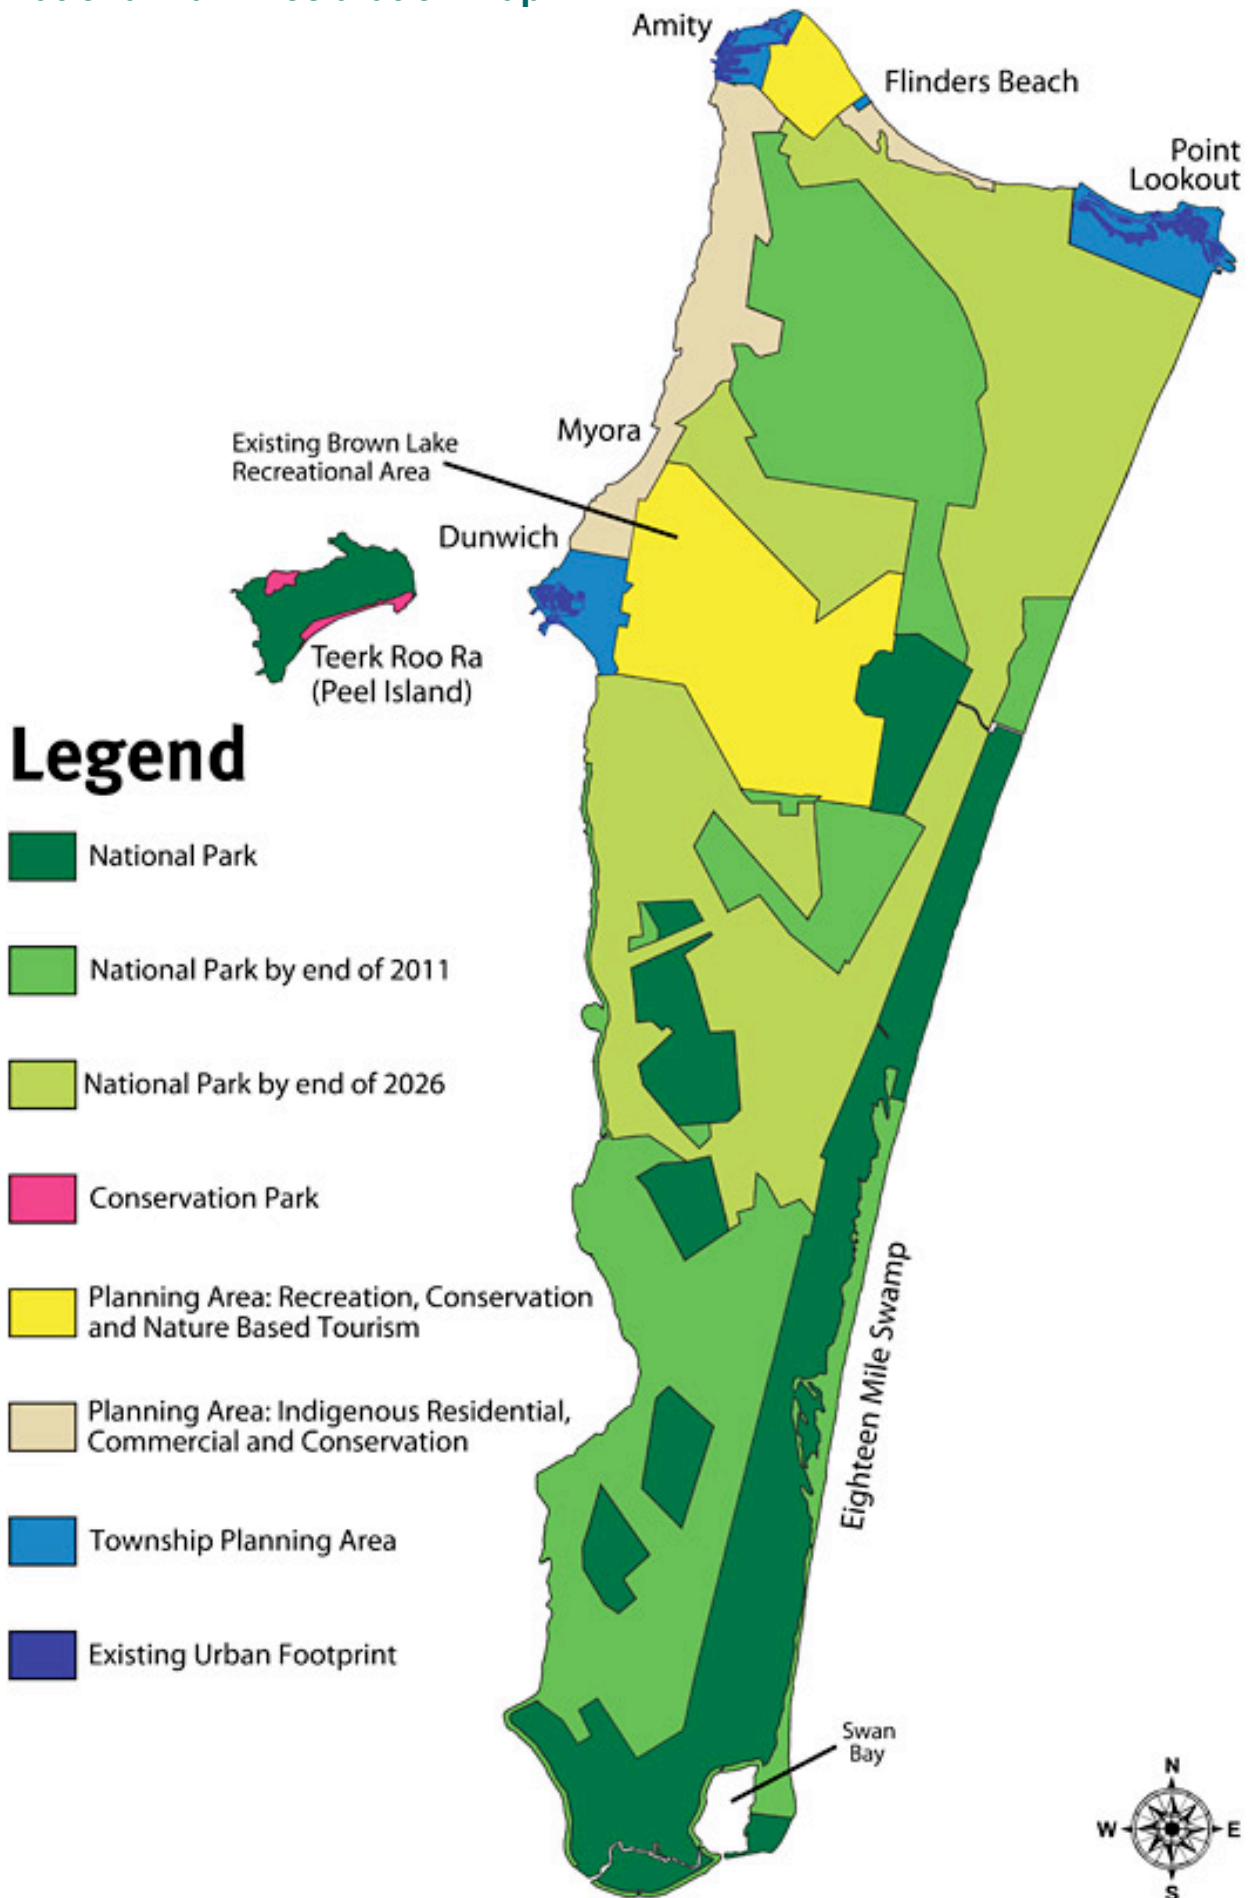 Amity
Flinders Beach
Point
Lookout
Existing Brown Lake
Recreational Area
Myora
Dunwich
Teerk Roo Ra
(Peel Island)
Legend
National Park
National Park by end of 2011
National Park by end of 2026
Conservation Park
Planning Area: Recreation, Conservation
and Nature Based Tourism
Planning Area: Indigenous Residential,
Commercial and Conservation
Township Planning Area
Existing Urban Footprint
Eighteen Mile Swamp
Swan
Bay
N
W
E
S